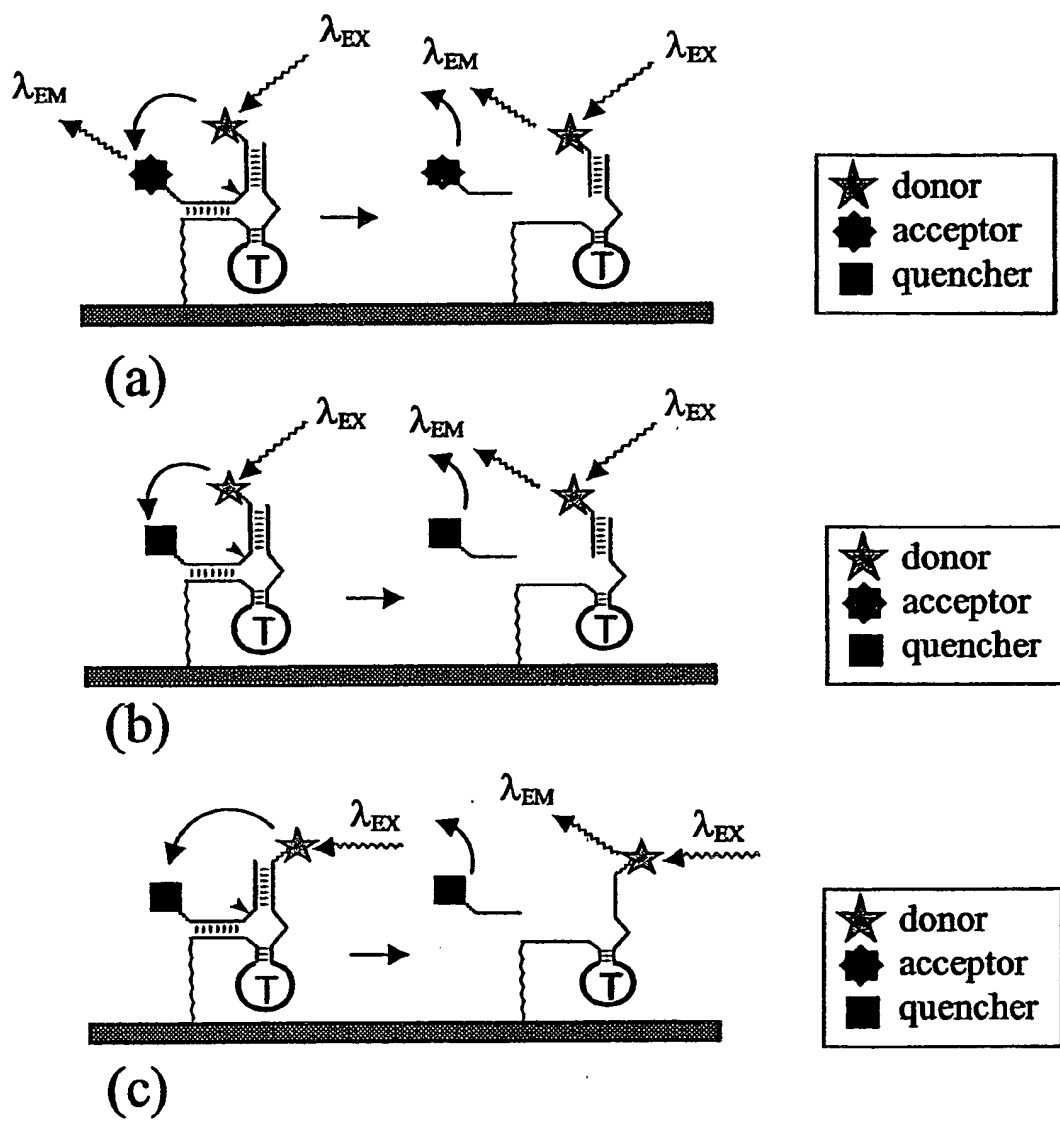 λEX
λEX
λEM
λEM
T
T
donor
acceptor
quencher
(a)
λEX
λEX
λEM
T
T
donor
acceptor
quencher
(b)
λEM
λEX
λEX
T
T
donor
acceptor
quencher
(c)